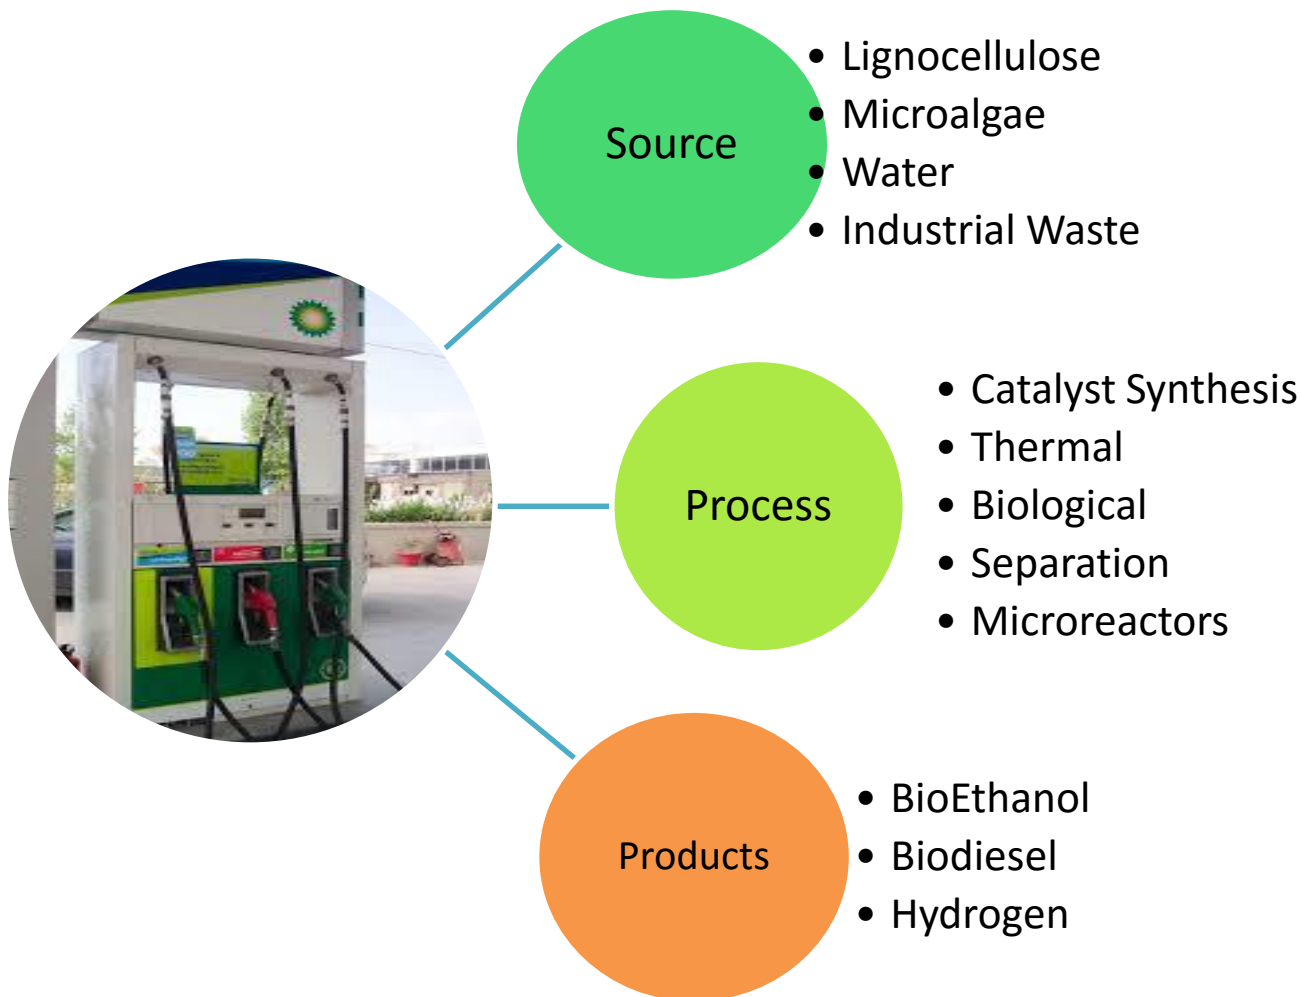 Source
• Lignocellulose
• Microalgae
• Water
• Industrial Waste
Process
• Catalyst Synthesis
• Thermal
• Biological
• Separation
• Microreactors
Products
• BioEthanol
• Biodiesel
• Hydrogen